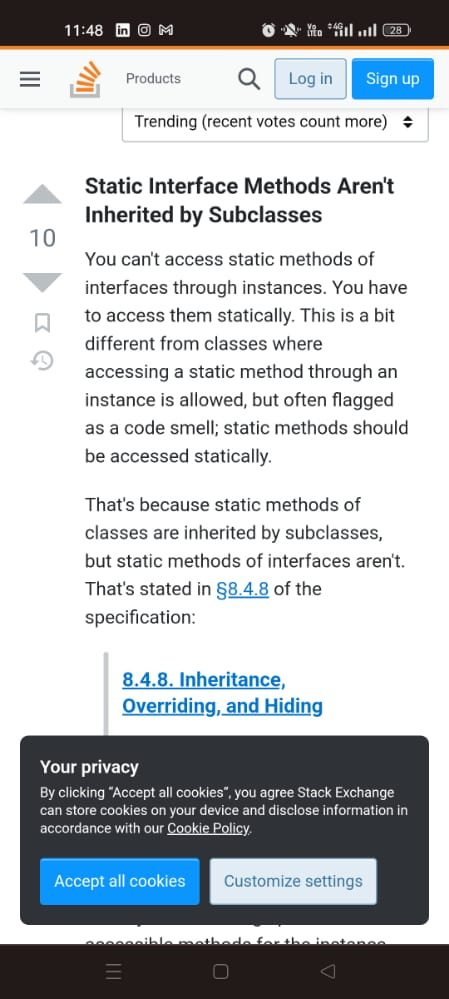 11:48
28
Products
Log in
Sign up
Trending (recent votes count more)
Static Interface Methods Aren't
Inherited by Subclasses
10
You can't access static methods of
interfaces through instances. You have
to access them statically. This is a bit
different from classes where
accessing a static method through an
instance is allowed, but often flagged
as a code smell; static methods should
be accessed statically.
That's because static methods of
classes are inherited by subclasses,
but static methods of interfaces aren't.
That's stated in §8.4.8 of the
specification:
8.4.8. Inheritance,
Overriding, and Hiding
Your privacy
By clicking “Accept all cookies”, you agree Stack Exchange
can store cookies on your device and disclose information in
accordance with our Cookie Policy.
Accept all cookies
Customize settings
accessible methods for the instance